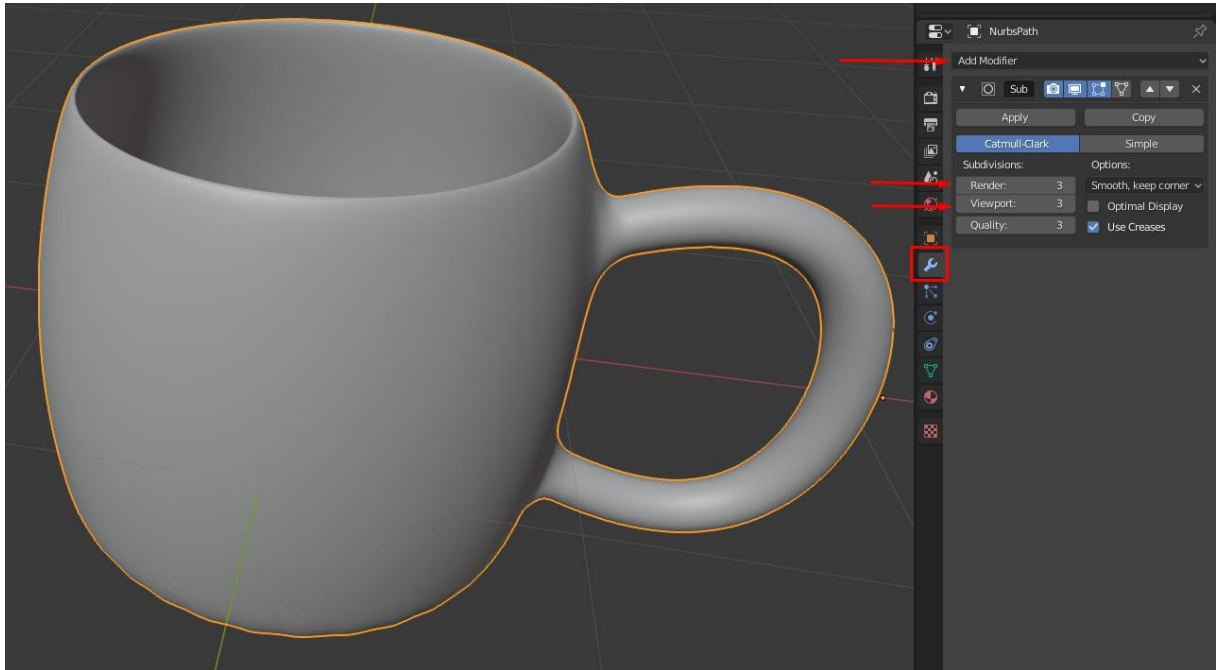 NurbsPath
Add Modifier
Sub
Apply Copy
Catmull-Clark Simple
Subdivisions: Options:
Render: 3 Smooth, keep corner
Viewport: 3 Optimal Display
Quality: 3 Use Creases